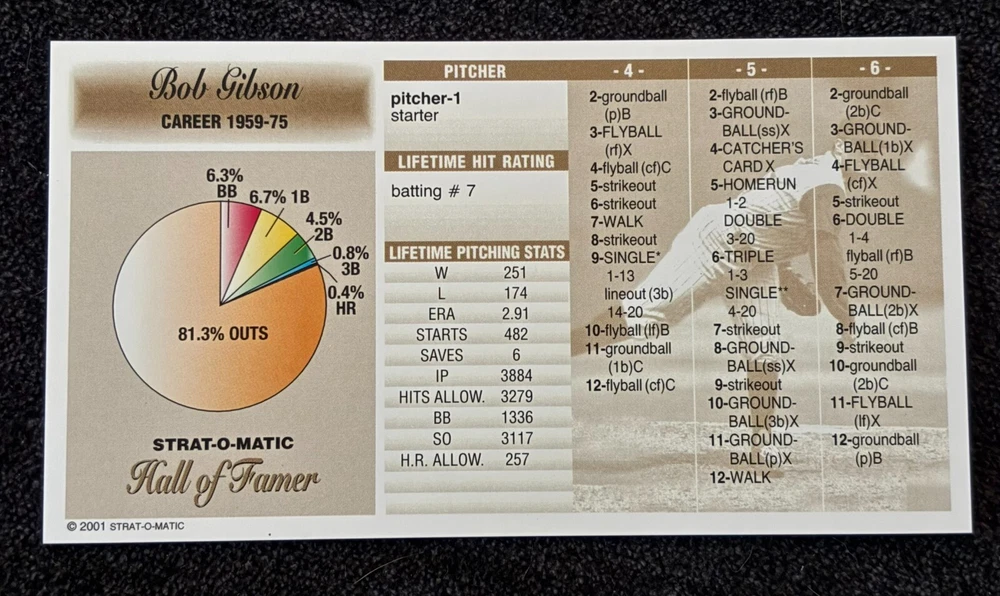 Bob Gibson
CAREER 1959-75
6.3%
BB
6.7% 1B
4.5%
2B
0.8%
3B
0.4%
HR
81.3% OUTS
STRAT-O-MATIC
Hall of Famer
© 2001 STRAT-O-MATIC
PITCHER
pitcher-1
starter
LIFETIME HIT RATING
batting # 7
LIFETIME PITCHING STATS
W 251
L 174
ERA 2.91
STARTS 482
SAVES 6
IP 3884
HITS ALLOW. 3279
BB 1336
SO 3117
H.R. ALLOW. 257
- 4 -
2-groundball
(p)B
3-FLYBALL
(rf)X
4-flyball (cf)C
5-strikeout
6-strikeout
7-WALK
8-strikeout
9-SINGLE*
1-13
lineout (3b)
14-20
10-flyball (lf)B
11-groundball
(1b)C
12-flyball (cf)C
- 5 -
2-flyball (rf)B
3-GROUND-
BALL(ss)X
4-CATCHER'S
CARD X
5-HOMERUN
1-2
DOUBLE
3-20
6-TRIPLE
1-3
SINGLE**
4-20
7-strikeout
8-GROUND-
BALL(ss)X
9-strikeout
10-GROUND-
BALL(3b)X
11-GROUND-
BALL(p)X
12-WALK
- 6 -
2-groundball
(2b)C
3-GROUND-
BALL(1b)X
4-FLYBALL
(cf)X
5-strikeout
6-DOUBLE
1-4
flyball (rf)B
5-20
7-GROUND-
BALL(2b)X
8-flyball (cf)B
9-strikeout
10-groundball
(2b)C
11-FLYBALL
(lf)X
12-groundball
(p)B